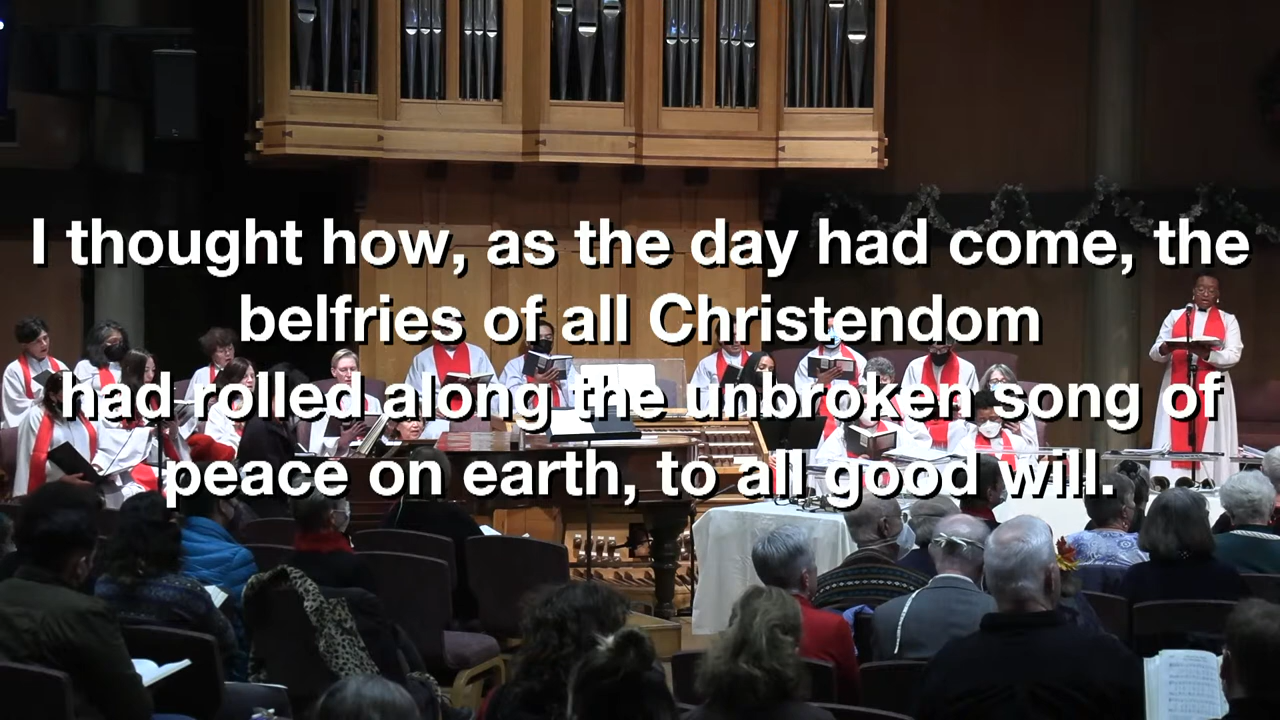 I thought how, as the day had come, the
belfries of all Christendom
had rolled along the unbroken song of
peace on earth, to all good will.